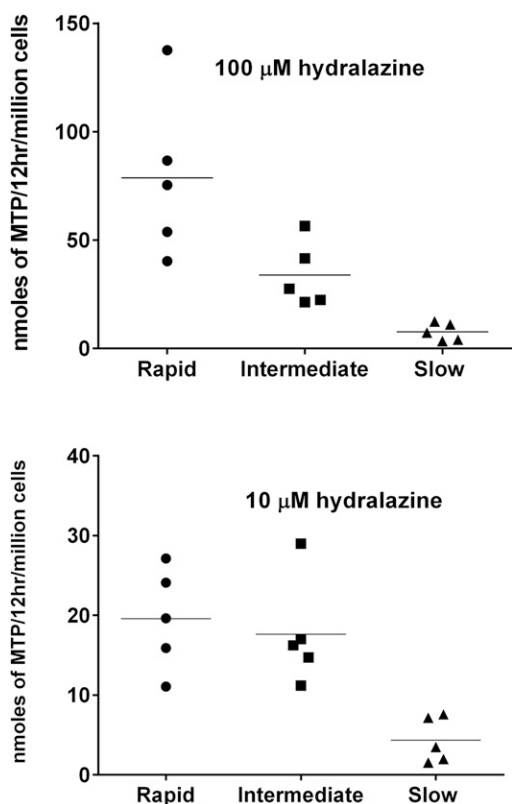 nmoles of MTP/12hr/million cells
150
100 μM hydralazine
100
50
0
Rapid Intermediate Slow
nmoles of MTP/12hr/million cells
40
10 μM hydralazine
30
20
10
0
Rapid Intermediate Slow